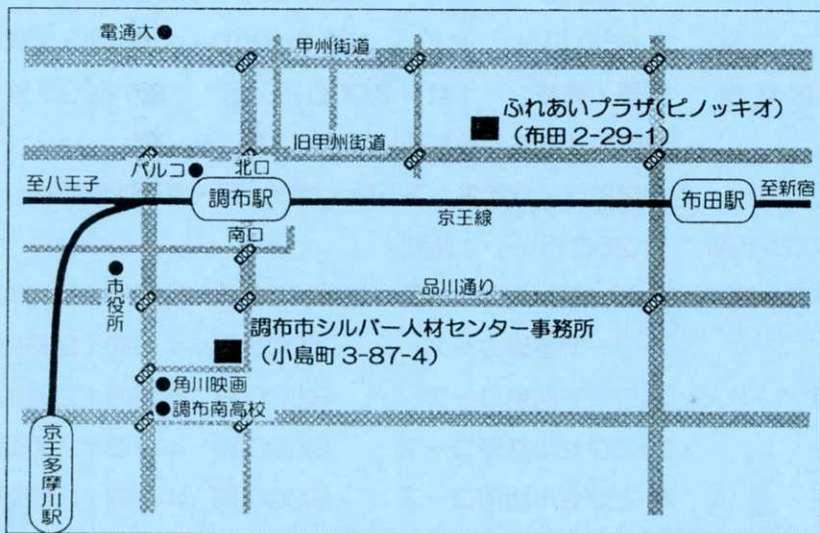 電通大
甲州街道
ふれあいプラザ(ピノッキオ)
(布田2-29-1)
旧甲州街道
パルコ
北口
至八王子
調布駅
京王線
布田駅
至新宿
南口
市役所
品川通り
調布市シルバー人材センター事務所
(小島町3-87-4)
角川映画
調布南高校
京王多摩川駅